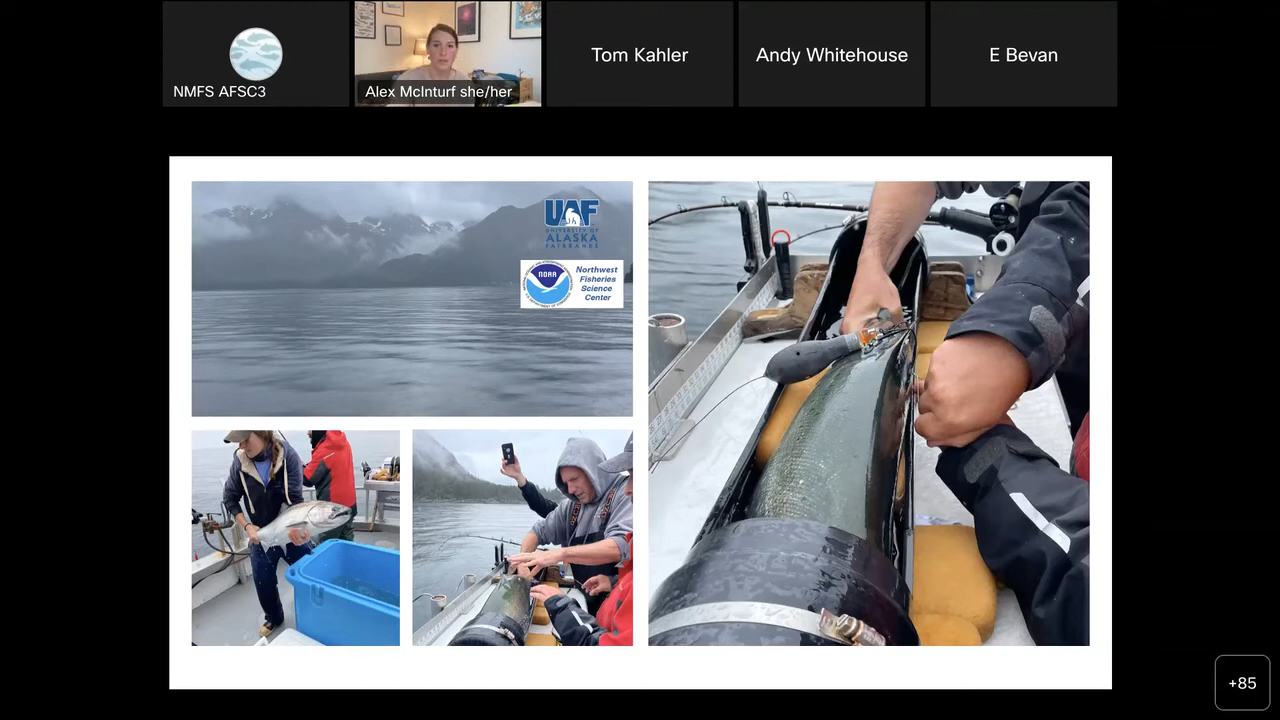 NMFS AFSC3
Alex McInturf she/her
Tom Kahler
Andy Whitehouse
E Bevan
UAF
UNIVERSITY OF
ALASKA
FAIRBANKS
NOAA
Northwest
Fisheries
Science
Center
+85